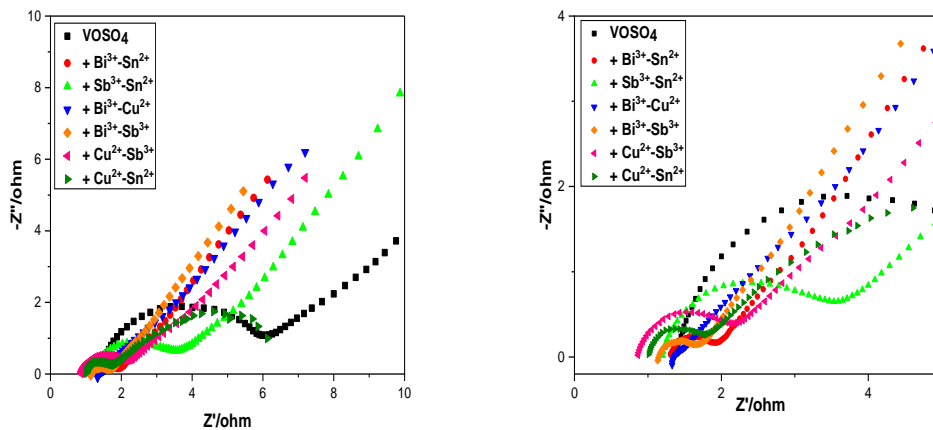 10
8
6
4
2
0
-Z''/ohm
VOSO₄
+ Bi³⁺-Sn²⁺
+ Sb³⁺-Sn²⁺
+ Bi³⁺-Cu²⁺
+ Bi³⁺-Sb³⁺
+ Cu²⁺-Sb³⁺
+ Cu²⁺-Sn²⁺
0 2 4 6 8 10
Z'/ohm
4
2
0
-Z''/ohm
VOSO₄
+ Bi³⁺-Sn²⁺
+ Sb³⁺-Sn²⁺
+ Bi³⁺-Cu²⁺
+ Bi³⁺-Sb³⁺
+ Cu²⁺-Sb³⁺
+ Cu²⁺-Sn²⁺
0 2 4
Z'/ohm